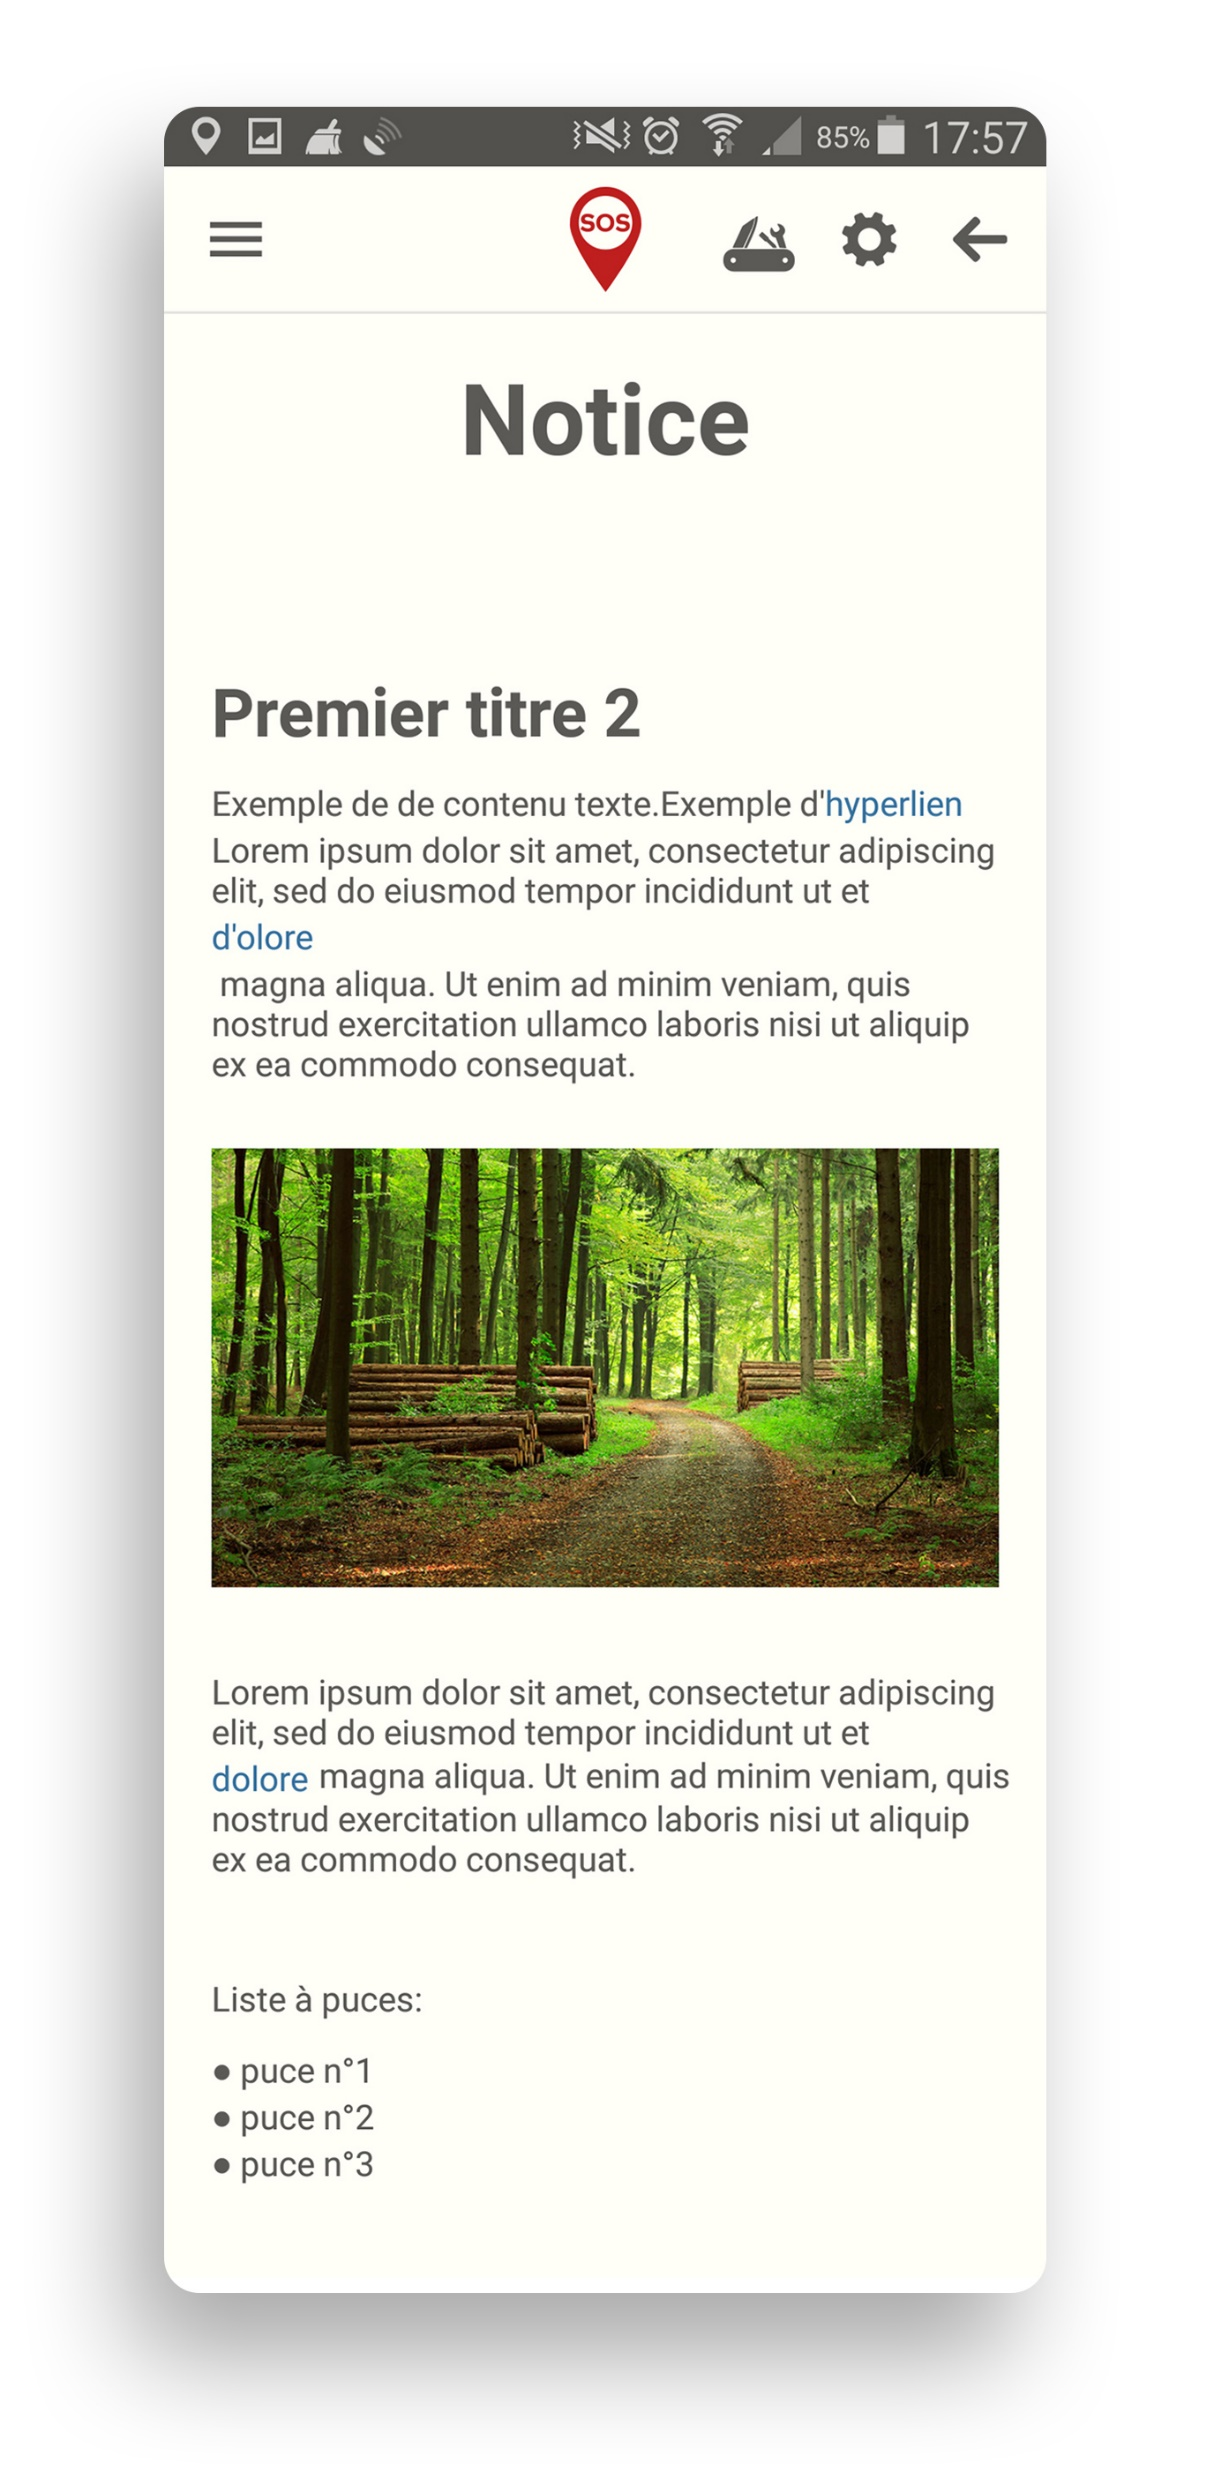 85% 17:57
SOS
Notice
Premier titre 2
Exemple de de contenu texte.Exemple d'hyperlien
Lorem ipsum dolor sit amet, consectetur adipiscing
elit, sed do eiusmod tempor incididunt ut et
d'olore
magna aliqua. Ut enim ad minim veniam, quis
nostrud exercitation ullamco laboris nisi ut aliquip
ex ea commodo consequat.
Lorem ipsum dolor sit amet, consectetur adipiscing
elit, sed do eiusmod tempor incididunt ut et
dolore magna aliqua. Ut enim ad minim veniam, quis
nostrud exercitation ullamco laboris nisi ut aliquip
ex ea commodo consequat.
Liste à puces:
● puce n°1
● puce n°2
● puce n°3